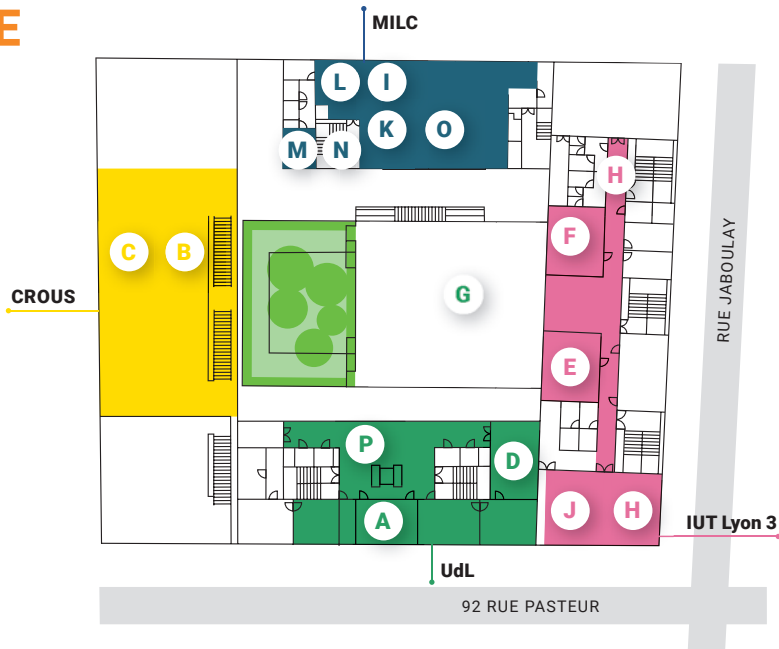 E
MILC
L I
K O
M N
H
F
C B
G
CROUS
RUE JABOULAY
E
P
D
A
J H
IUT Lyon 3
UdL
92 RUE PASTEUR